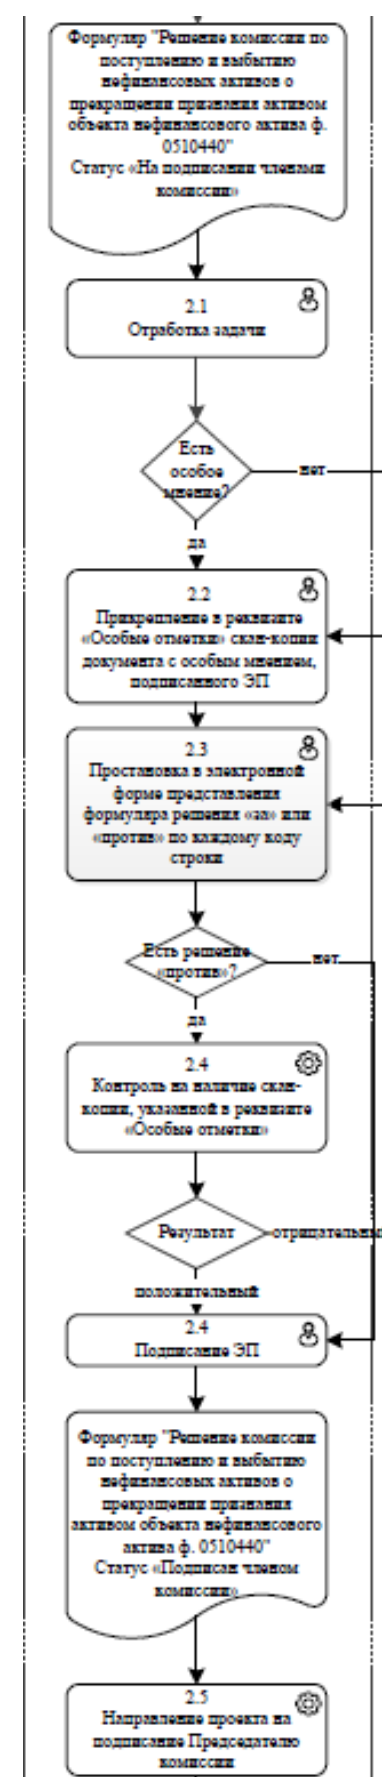 Формуляр "Решение комиссии по
поступлению и выбытию
нефинансовых активов о
прекращении признания активом
объекта нефинансового актива ф.
0510440"
Статус «На подписании членами
комиссии»
2.1
Отработка задачи
Есть
особое
мнение?
нет
да
2.2
Прикрепление в реквизите
«Особые отметки» скан-копии
документа с особым мнением,
подписанного ЭП
2.3
Простановка в электронной
форме представления
формуляра решения «за» или
«против» по каждому коду
строки
Есть решение
«против»?
нет
да
2.4
Контроль на наличие скан-
копии, указанной в реквизите
«Особые отметки»
Результат
отрицательный
положительный
2.4
Подписание ЭП
Формуляр "Решение комиссии
по поступлению и выбытию
нефинансовых активов о
прекращении признания
активом объекта нефинансового
актива ф. 0510440"
Статус «Подписан членом
комиссии»
2.5
Направление проекта на
подписание Председателю
комиссии